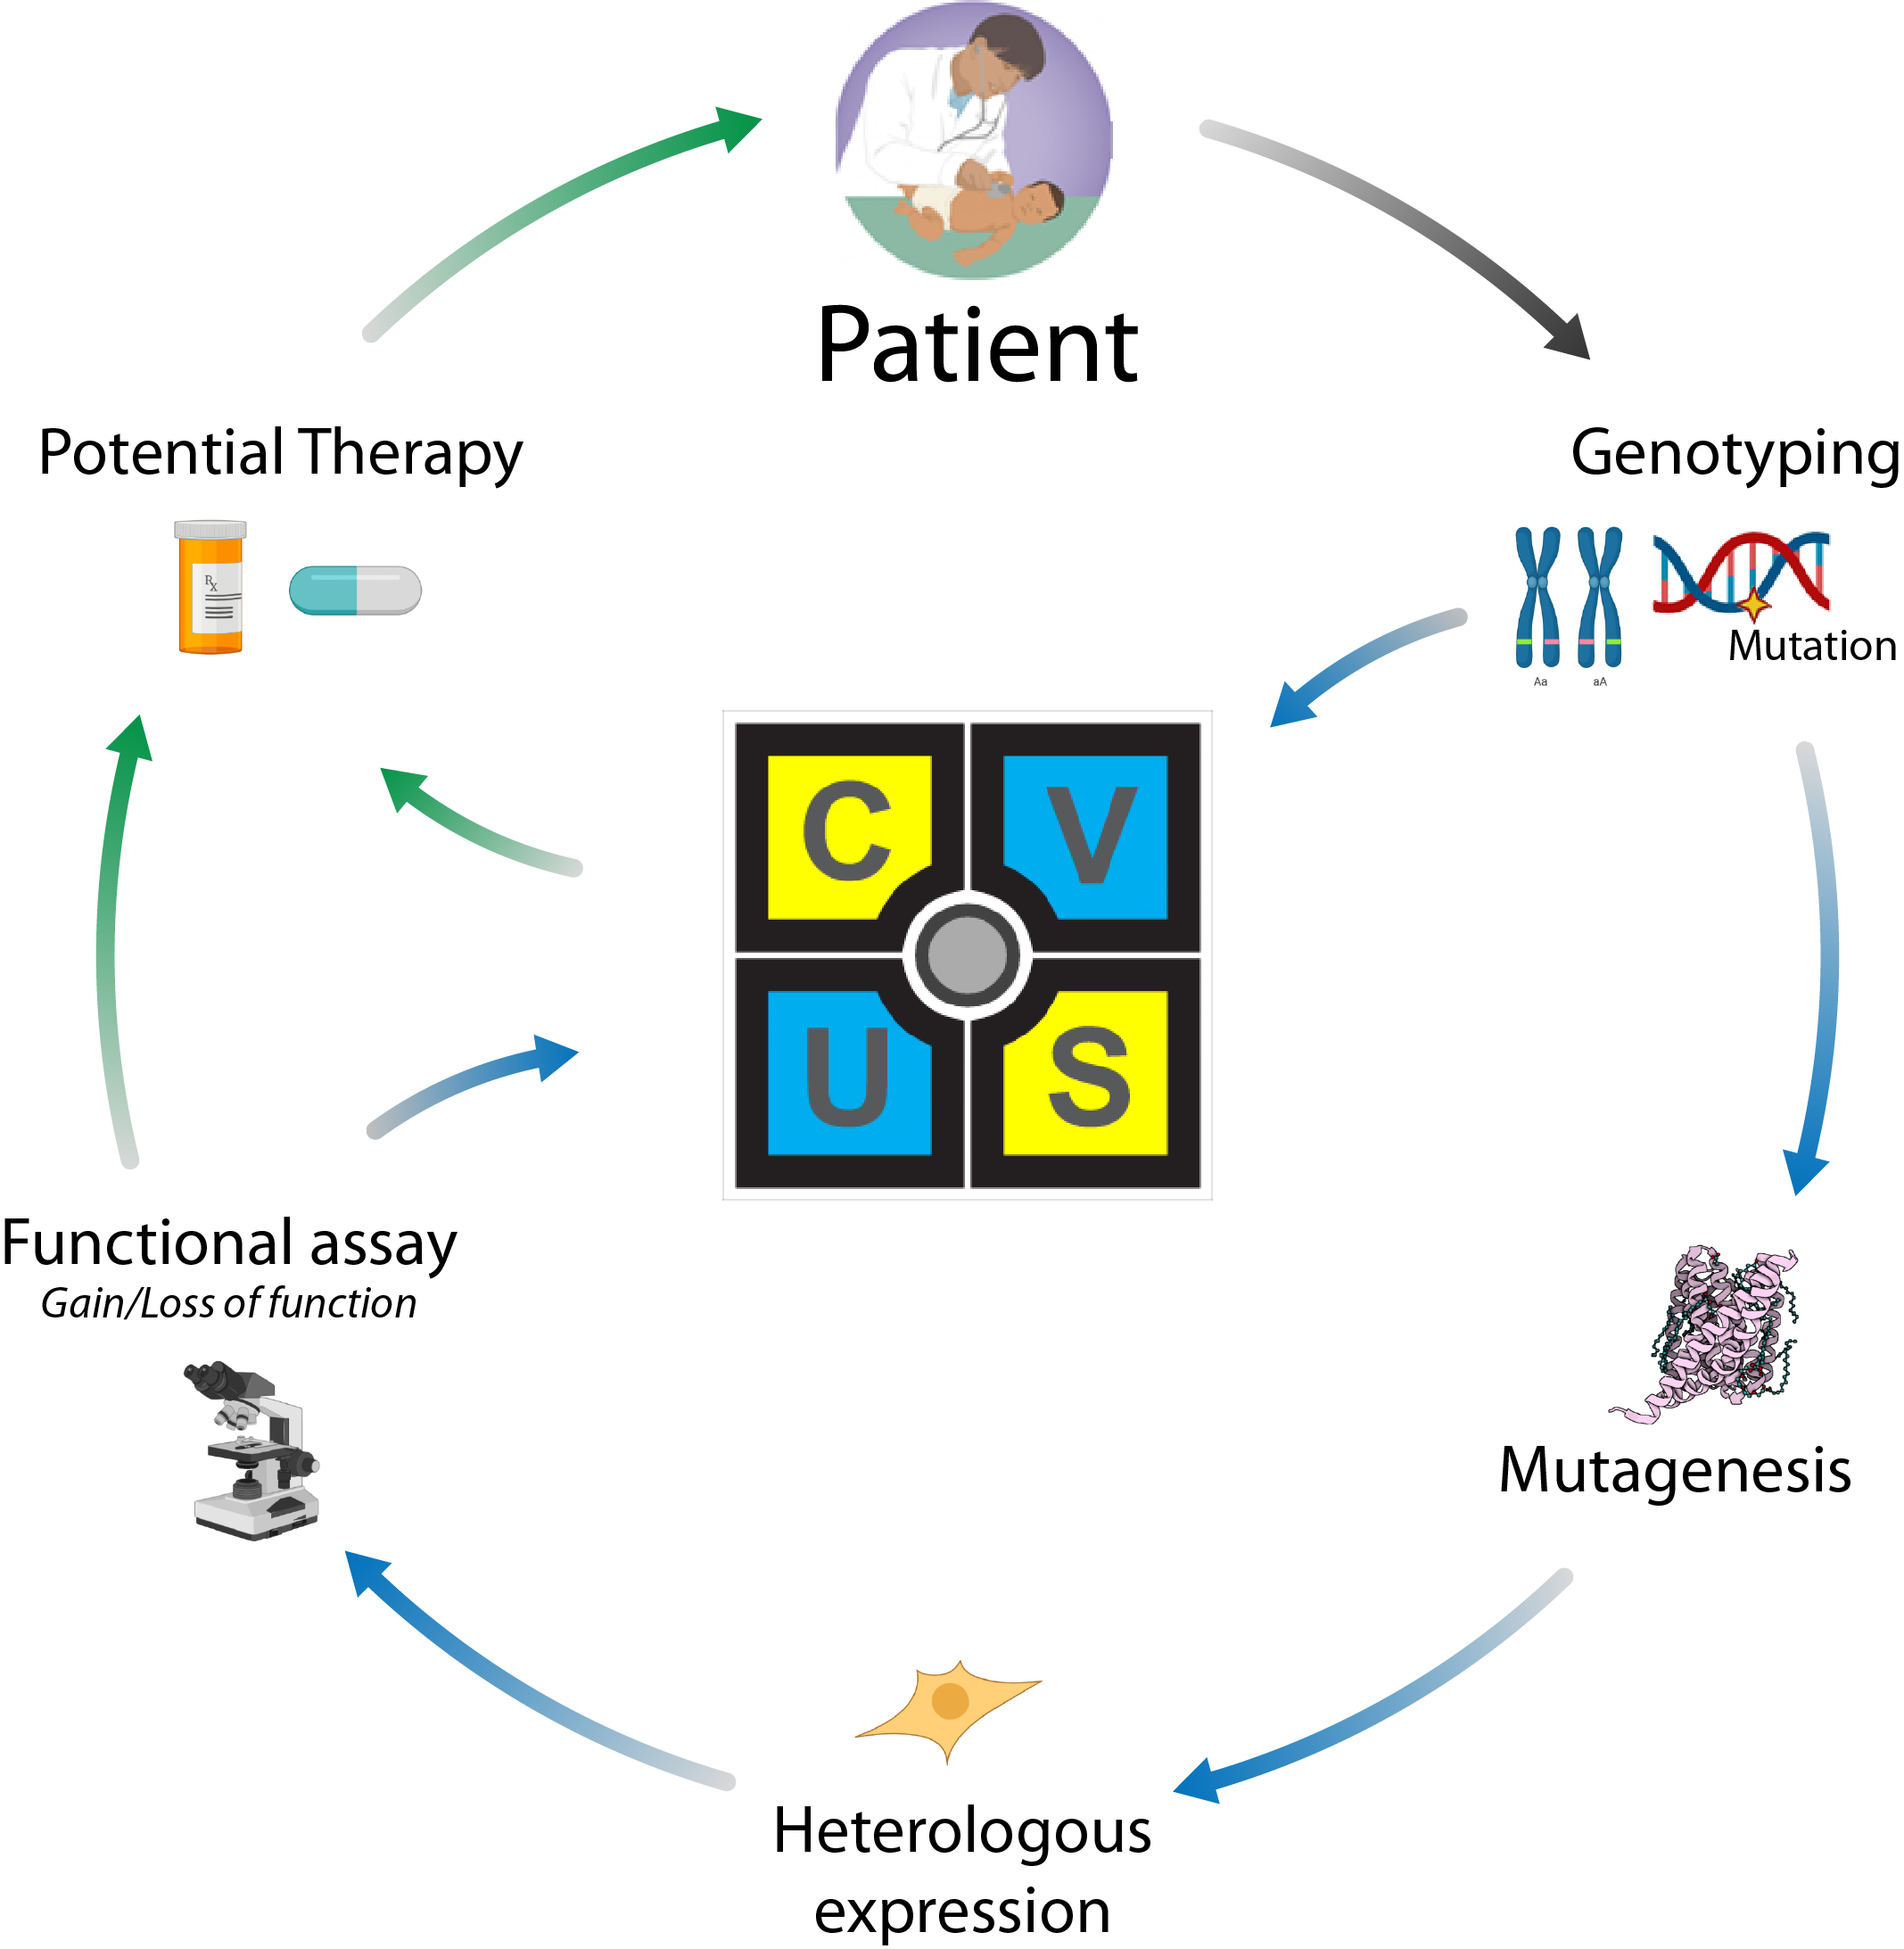 Patient
Potential Therapy
Genotyping
Rx
Mutation
Aa
aA
C
V
U
S
Functional assay
Gain/Loss of function
Mutagenesis
Heterologous
expression